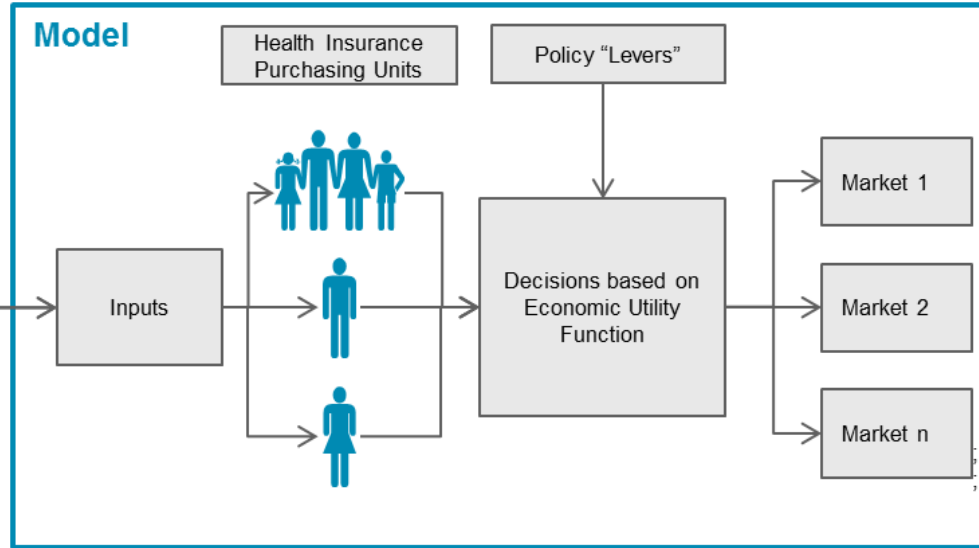 Model
Health Insurance
Purchasing Units
Policy “Levers”
Inputs
Decisions based on
Economic Utility
Function
Market 1
Market 2
Market n
;
;